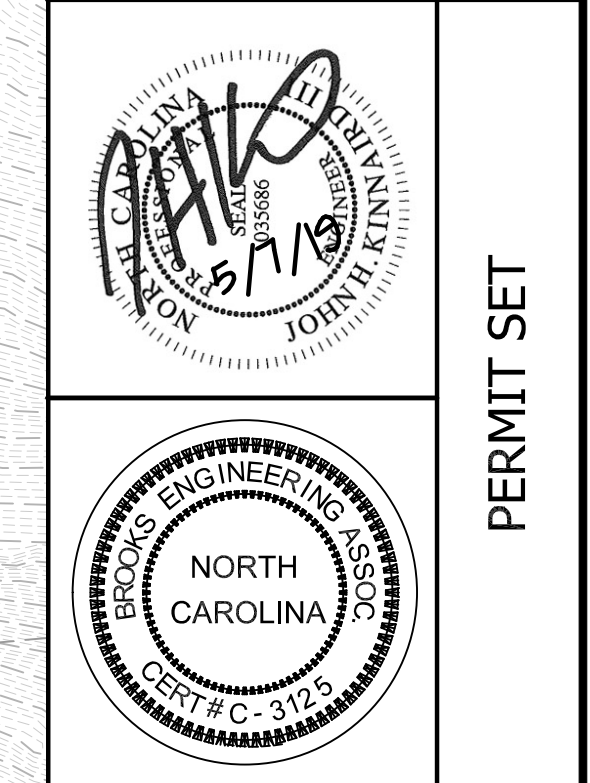 NORTH CAROLINA
PROFESSIONAL
SEAL
035686
ENGINEER
JOHN H. KINNAIRD III
5/7/19
BROOKS ENGINEERING ASSOC.
NORTH
CAROLINA
CERT # C - 3125
PERMIT SET